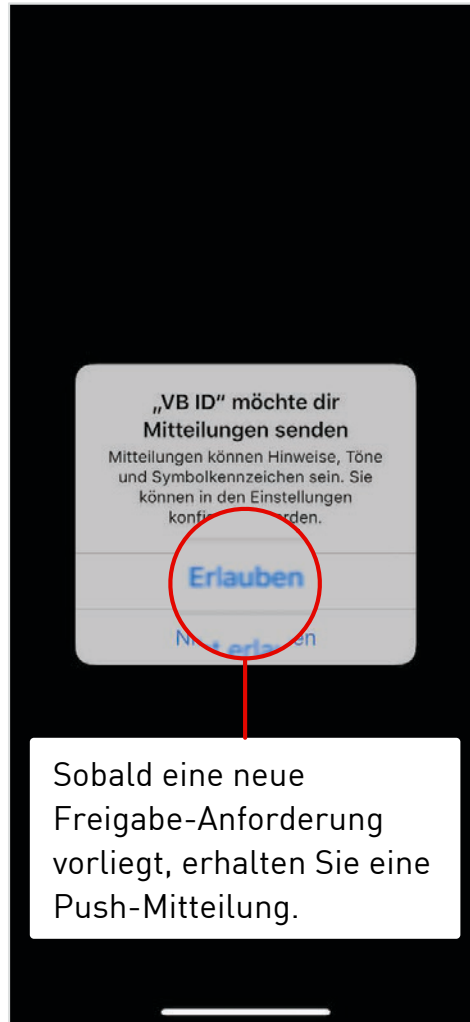 „VB ID“ möchte dir
Mitteilungen senden
Mitteilungen können Hinweise, Töne
und Symbolkennzeichen sein. Sie
können in den Einstellungen
Erlauben
Sobald eine neue
Freigabe-Anforderung
vorliegt, erhalten Sie eine
Push-Mitteilung.